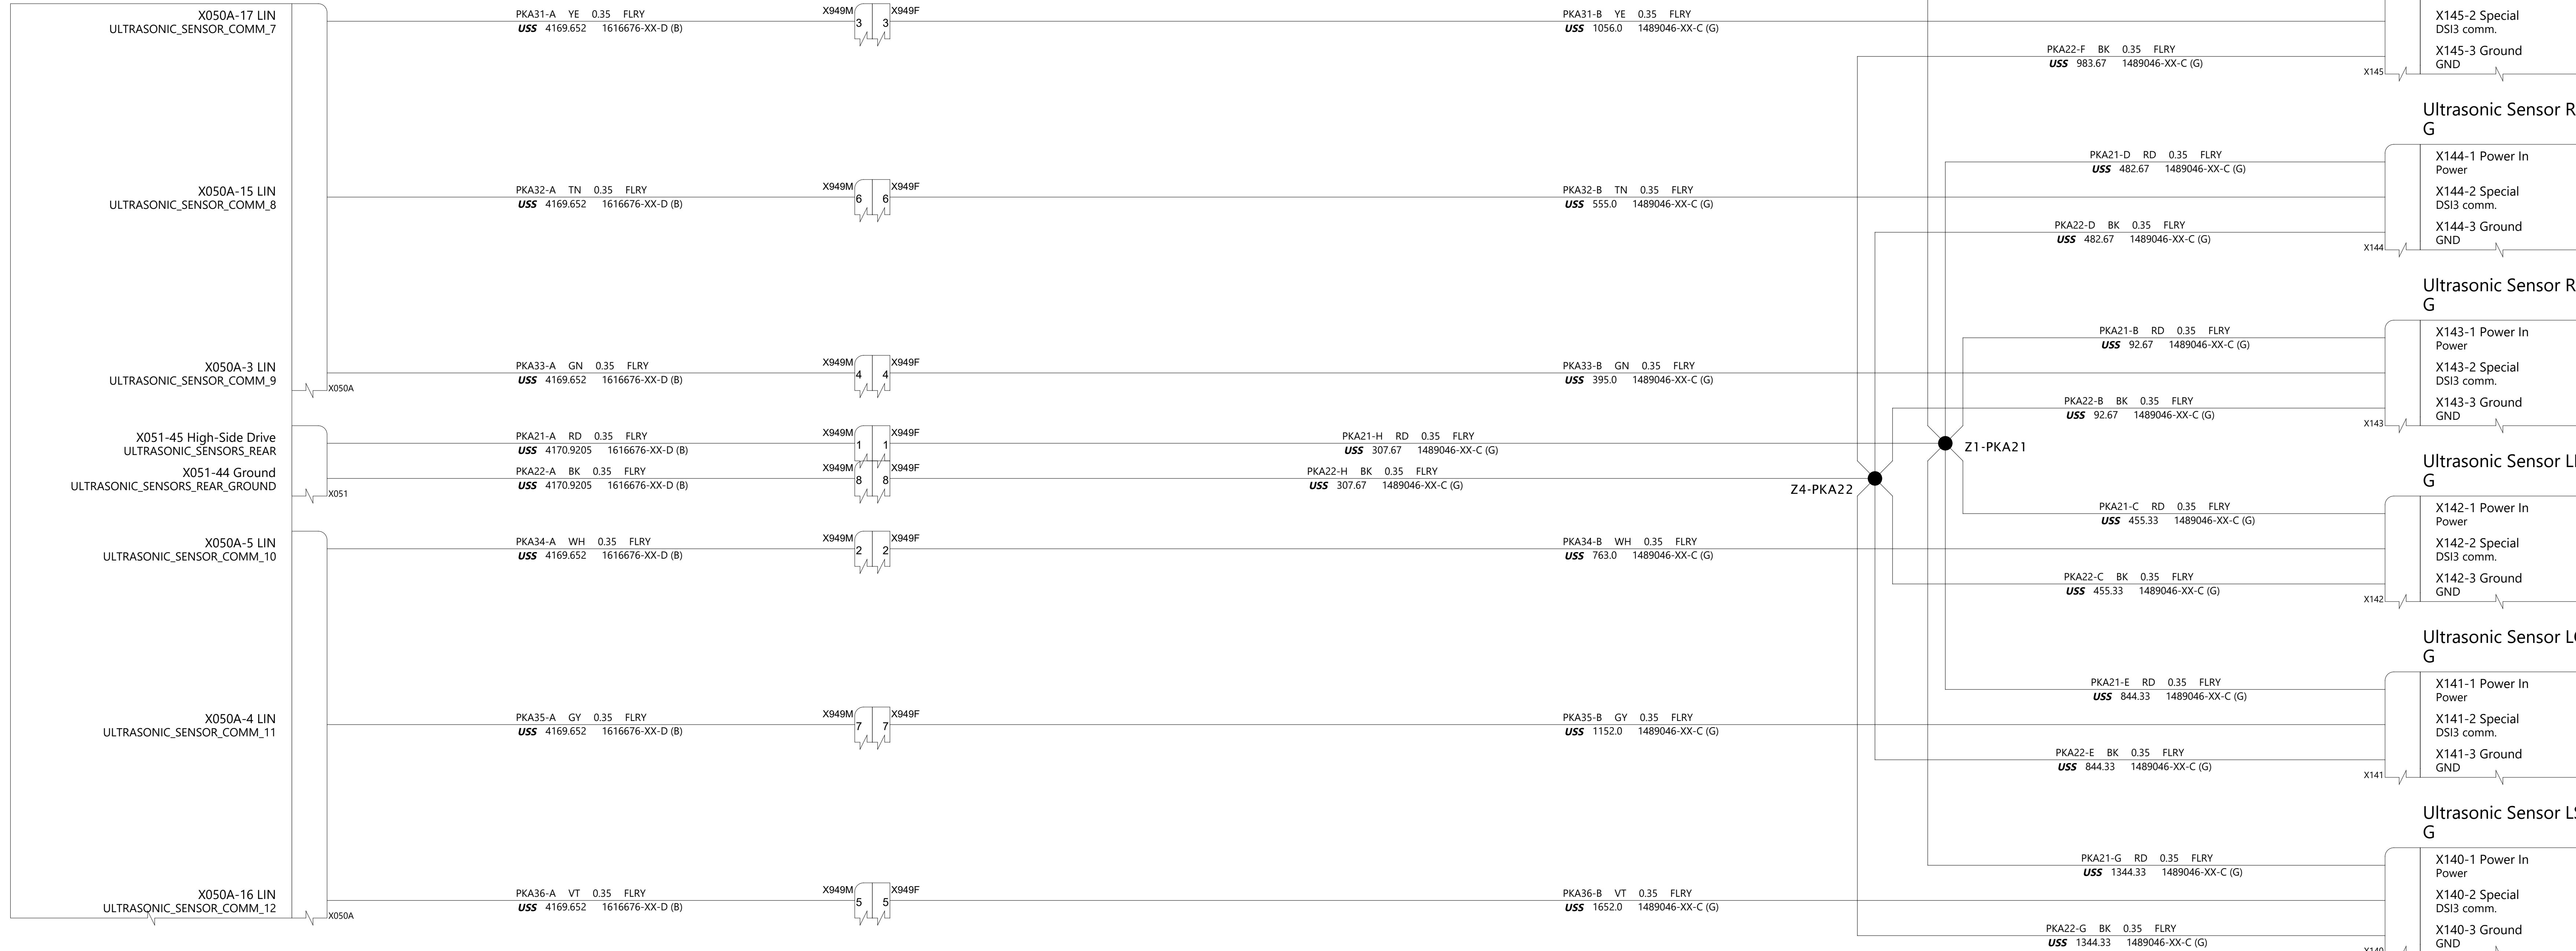 X050A-17 LIN
ULTRASONIC_SENSOR_COMM_7
PKA31-A YE 0.35 FLRY
USS 4169.652 1616676-XX-D (B)
X949M 3 3 X949F
PKA31-B YE 0.35 FLRY
USS 1056.0 1489046-XX-C (G)
X145-2 Special
DSI3 comm.
PKA22-F BK 0.35 FLRY
USS 983.67 1489046-XX-C (G)
X145-3 Ground
GND
X145
Ultrasonic Sensor
G
PKA21-D RD 0.35 FLRY
USS 482.67 1489046-XX-C (G)
X144-1 Power In
Power
X050A-15 LIN
ULTRASONIC_SENSOR_COMM_8
PKA32-A TN 0.35 FLRY
USS 4169.652 1616676-XX-D (B)
X949M 6 6 X949F
PKA32-B TN 0.35 FLRY
USS 555.0 1489046-XX-C (G)
X144-2 Special
DSI3 comm.
PKA22-D BK 0.35 FLRY
USS 482.67 1489046-XX-C (G)
X144-3 Ground
GND
X144
Ultrasonic Sensor
G
PKA21-B RD 0.35 FLRY
USS 92.67 1489046-XX-C (G)
X143-1 Power In
Power
X050A-3 LIN
ULTRASONIC_SENSOR_COMM_9
X050A
PKA33-A GN 0.35 FLRY
USS 4169.652 1616676-XX-D (B)
X949M 4 4 X949F
PKA33-B GN 0.35 FLRY
USS 395.0 1489046-XX-C (G)
X143-2 Special
DSI3 comm.
PKA22-B BK 0.35 FLRY
USS 92.67 1489046-XX-C (G)
X143-3 Ground
GND
X143
X051-45 High-Side Drive
ULTRASONIC_SENSORS_REAR
PKA21-A RD 0.35 FLRY
USS 4170.9205 1616676-XX-D (B)
X949M 1 1 X949F
PKA21-H RD 0.35 FLRY
USS 307.67 1489046-XX-C (G)
Z1-PKA21
X051-44 Ground
ULTRASONIC_SENSORS_REAR_GROUND
X051
PKA22-A BK 0.35 FLRY
USS 4170.9205 1616676-XX-D (B)
X949M 8 8 X949F
PKA22-H BK 0.35 FLRY
USS 307.67 1489046-XX-C (G)
Z4-PKA22
Ultrasonic Sensor
G
PKA21-C RD 0.35 FLRY
USS 455.33 1489046-XX-C (G)
X142-1 Power In
Power
X050A-5 LIN
ULTRASONIC_SENSOR_COMM_10
PKA34-A WH 0.35 FLRY
USS 4169.652 1616676-XX-D (B)
X949M 2 2 X949F
PKA34-B WH 0.35 FLRY
USS 763.0 1489046-XX-C (G)
X142-2 Special
DSI3 comm.
PKA22-C BK 0.35 FLRY
USS 455.33 1489046-XX-C (G)
X142-3 Ground
GND
X142
Ultrasonic Sensor
G
PKA21-E RD 0.35 FLRY
USS 844.33 1489046-XX-C (G)
X141-1 Power In
Power
X050A-4 LIN
ULTRASONIC_SENSOR_COMM_11
PKA35-A GY 0.35 FLRY
USS 4169.652 1616676-XX-D (B)
X949M 7 7 X949F
PKA35-B GY 0.35 FLRY
USS 1152.0 1489046-XX-C (G)
X141-2 Special
DSI3 comm.
PKA22-E BK 0.35 FLRY
USS 844.33 1489046-XX-C (G)
X141-3 Ground
GND
X141
Ultrasonic Sensor
G
PKA21-G RD 0.35 FLRY
USS 1344.33 1489046-XX-C (G)
X140-1 Power In
Power
X050A-16 LIN
ULTRASONIC_SENSOR_COMM_12
X050A
PKA36-A VT 0.35 FLRY
USS 4169.652 1616676-XX-D (B)
X949M 5 5 X949F
PKA36-B VT 0.35 FLRY
USS 1652.0 1489046-XX-C (G)
X140-2 Special
DSI3 comm.
PKA22-G BK 0.35 FLRY
USS 1344.33 1489046-XX-C (G)
X140-3 Ground
GND